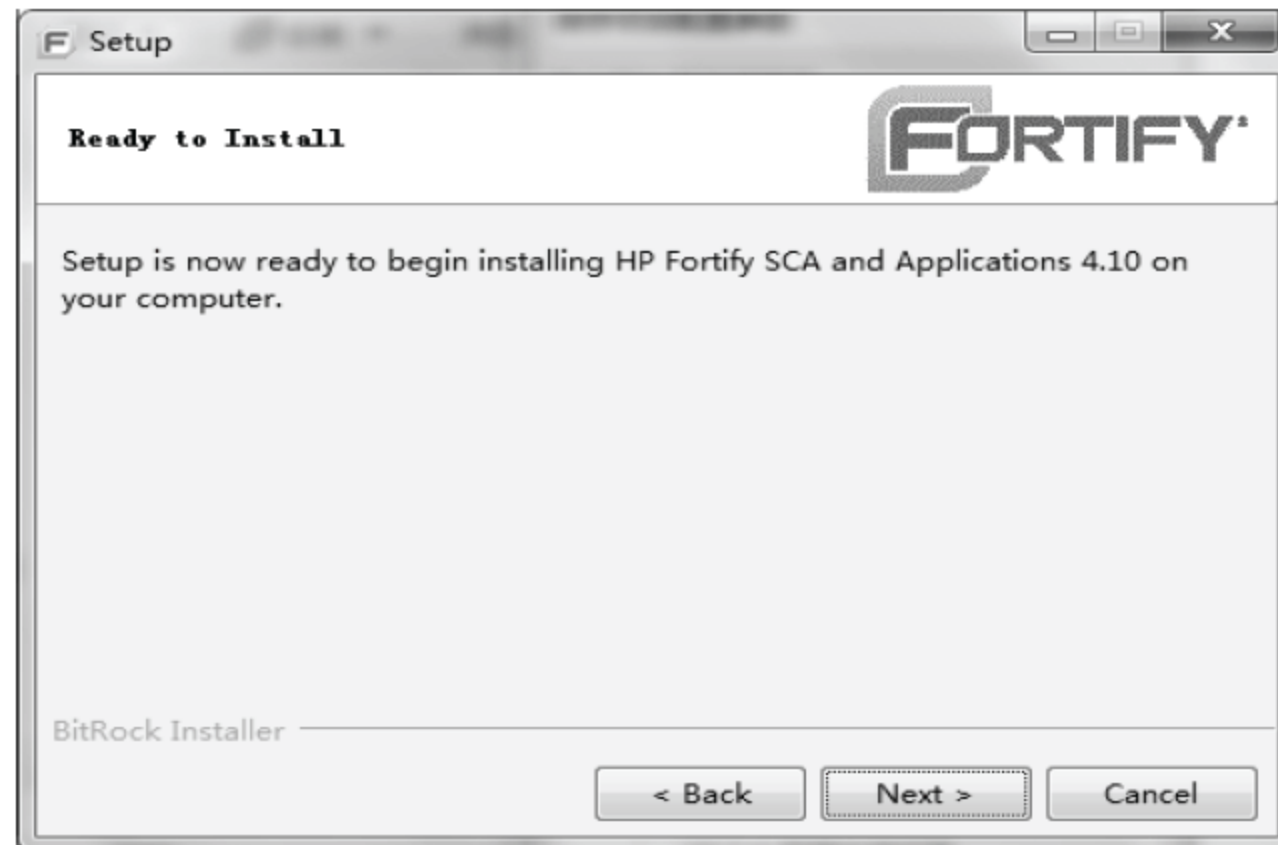 Setup
Ready to Install
FORTIFY
Setup is now ready to begin installing HP Fortify SCA and Applications 4.10 on
your computer.
BitRock Installer
< Back
Next >
Cancel